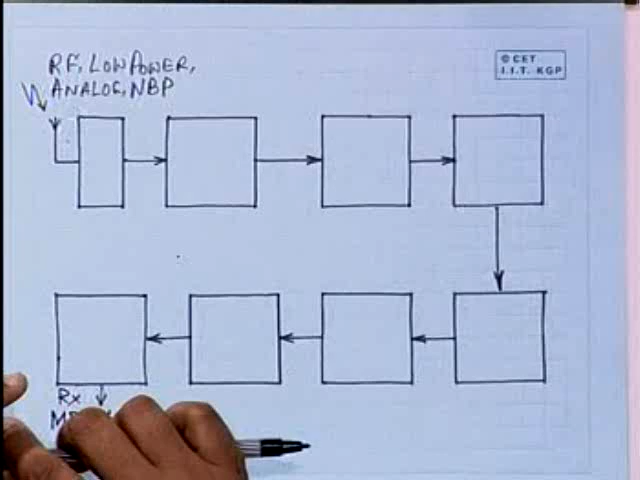 RF, LOW POWER,
ANALOG, NBP
© CET
I.I.T. KGP
Rx